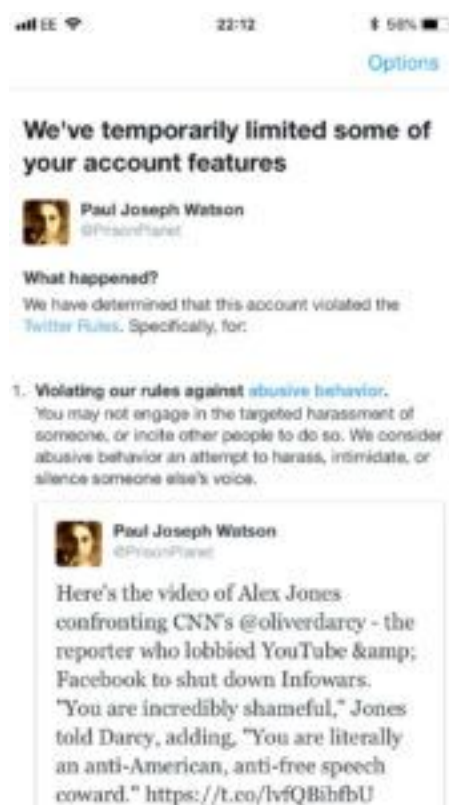 EE 22:12 58%
Options
We've temporarily limited some of
your account features
Paul Joseph Watson
@PrisonPlanet
What happened?
We have determined that this account violated the
Twitter Rules. Specifically, for:
1. Violating our rules against abusive behavior.
You may not engage in the targeted harassment of
someone, or incite other people to do so. We consider
abusive behavior an attempt to harass, intimidate, or
silence someone else's voice.
Paul Joseph Watson
@PrisonPlanet
Here's the video of Alex Jones
confronting CNN's @oliverdarcy - the
reporter who lobbied YouTube &amp;
Facebook to shut down Infowars.
"You are incredibly shameful," Jones
told Darcy, adding, "You are literally
an anti-American, anti-free speech
coward." https://t.co/lvfQBihfbU